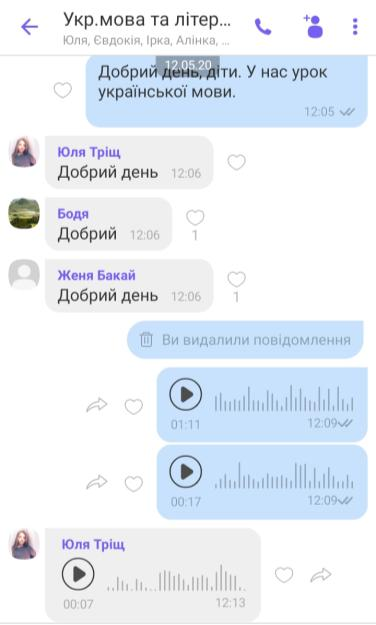 Укр.мова та літер...
Юля, Євдокія, Ірка, Алінка, ...
12.05.20
Добрий день, діти. У нас урок
української мови.
12:05
Юля Тріщ
Добрий день 12:06
Бодя
Добрий 12:06
1
Женя Бакай
Добрий день 12:06
1
Ви видалили повідомлення
01:11 12:09
00:17 12:09
Юля Тріщ
00:07 12:13